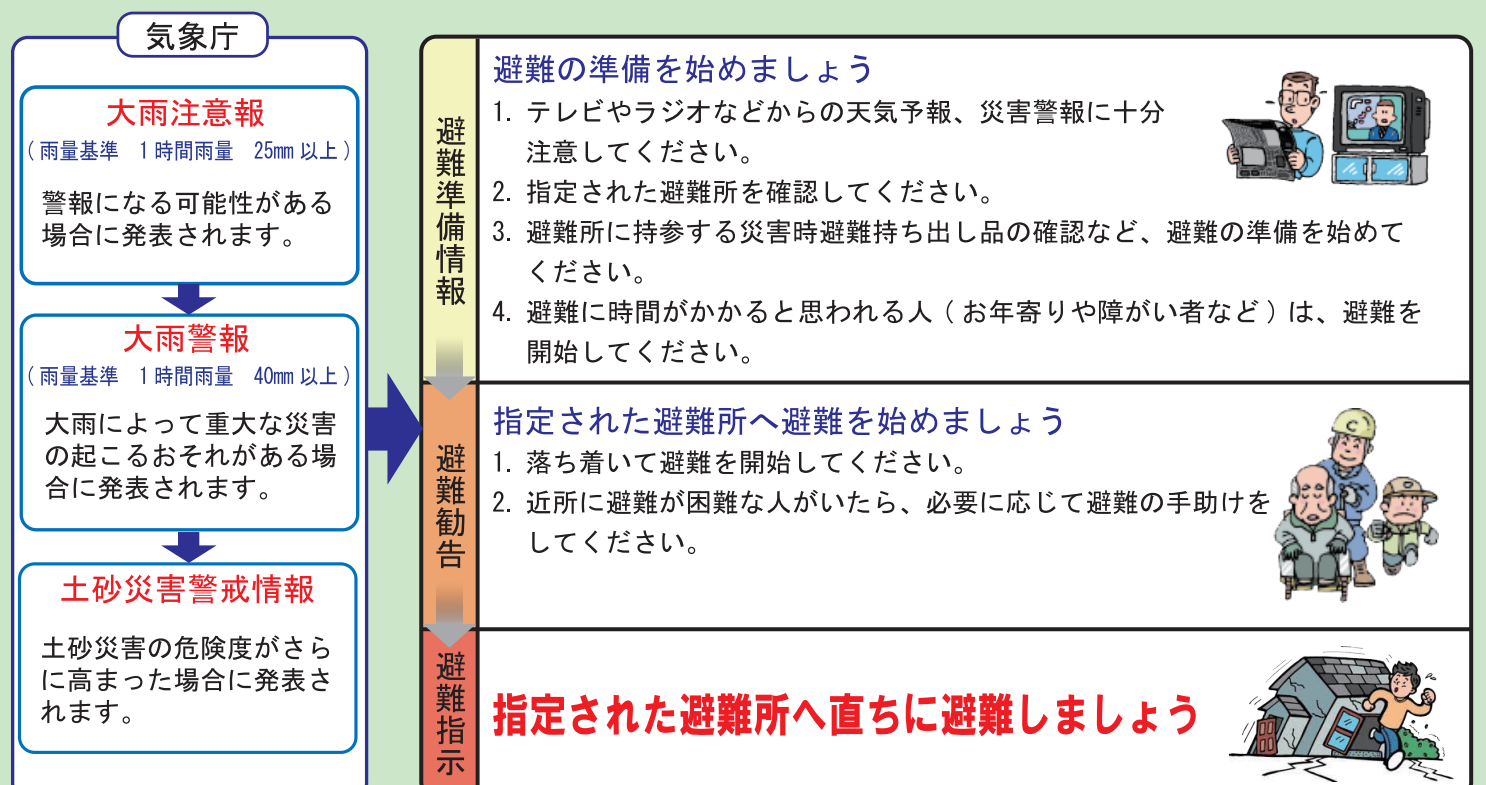 気象庁
大雨注意報
(雨量基準 1時間雨量 25mm以上)
警報になる可能性がある
場合に発表されます。
大雨警報
(雨量基準 1時間雨量 40mm以上)
大雨によって重大な災害
の起こるおそれがある場
合に発表されます。
土砂災害警戒情報
土砂災害の危険度がさら
に高まった場合に発表さ
れます。
避難準備情報
避難の準備を始めましょう
1. テレビやラジオなどからの天気予報、災害警報に十分
注意してください。
2. 指定された避難所を確認してください。
3. 避難所に持参する災害時避難持ち出し品の確認など、避難の準備を始めて
ください。
4. 避難に時間がかかると思われる人(お年寄りや障がい者など)は、避難を
開始してください。
避難勧告
指定された避難所へ避難を始めましょう
1. 落ち着いて避難を開始してください。
2. 近所に避難が困難な人がいたら、必要に応じて避難の手助けを
してください。
C
避難指示
指定された避難所へ直ちに避難しましょう